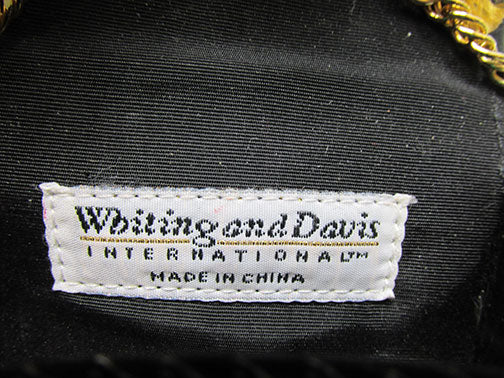 Whiting and Davis
INTERNATIONAL™
MADE IN CHINA